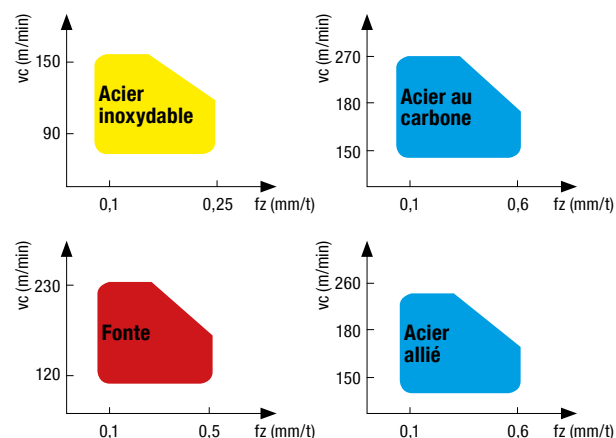 vc (m/min)
150
90
Acier
inoxydable
0,1
0,25
fz (mm/t)
vc (m/min)
270
180
150
Acier au
carbone
0,1
0,6
fz (mm/t)
vc (m/min)
230
120
Fonte
0,1
0,5
fz (mm/t)
vc (m/min)
260
180
150
Acier
allié
0,1
0,6
fz (mm/t)